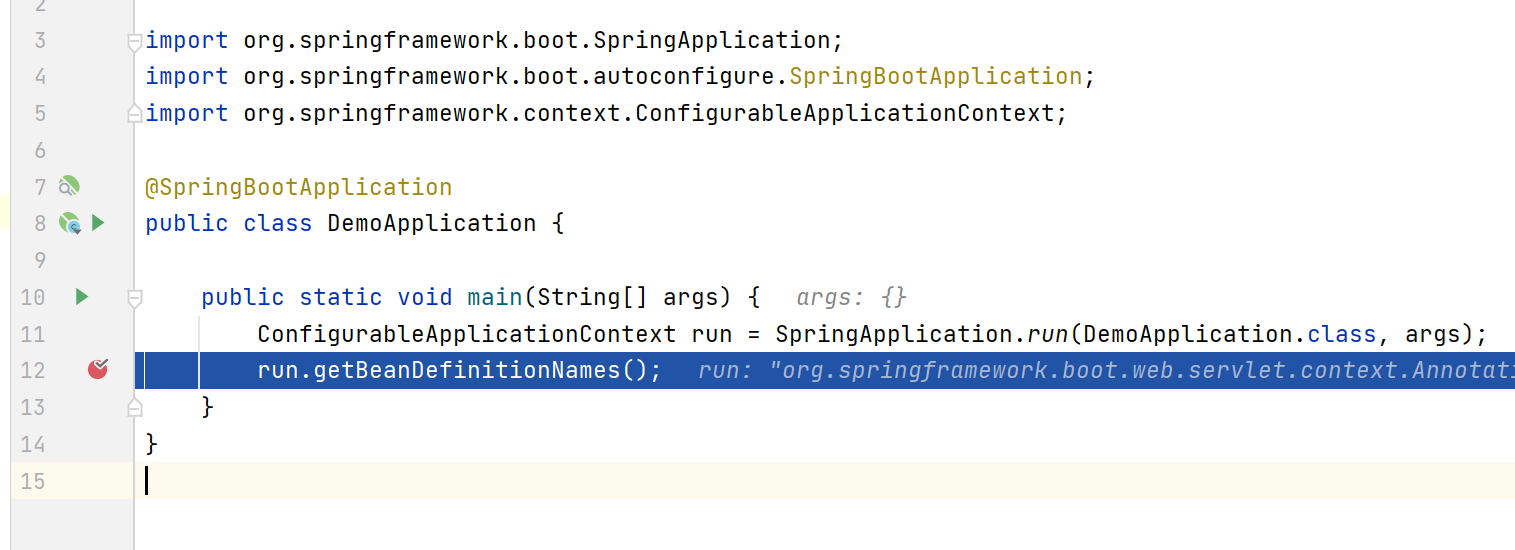 2
3 import org.springframework.boot.SpringApplication;
4 import org.springframework.boot.autoconfigure.SpringBootApplication;
5 import org.springframework.context.ConfigurableApplicationContext;
6
7 @SpringBootApplication
8 public class DemoApplication {
9
10 public static void main(String[] args) { args: {}
11 ConfigurableApplicationContext run = SpringApplication.run(DemoApplication.class, args);
12 run.getBeanDefinitionNames(); run: "org.springframework.boot.web.servlet.context.Annotati
13 }
14 }
15